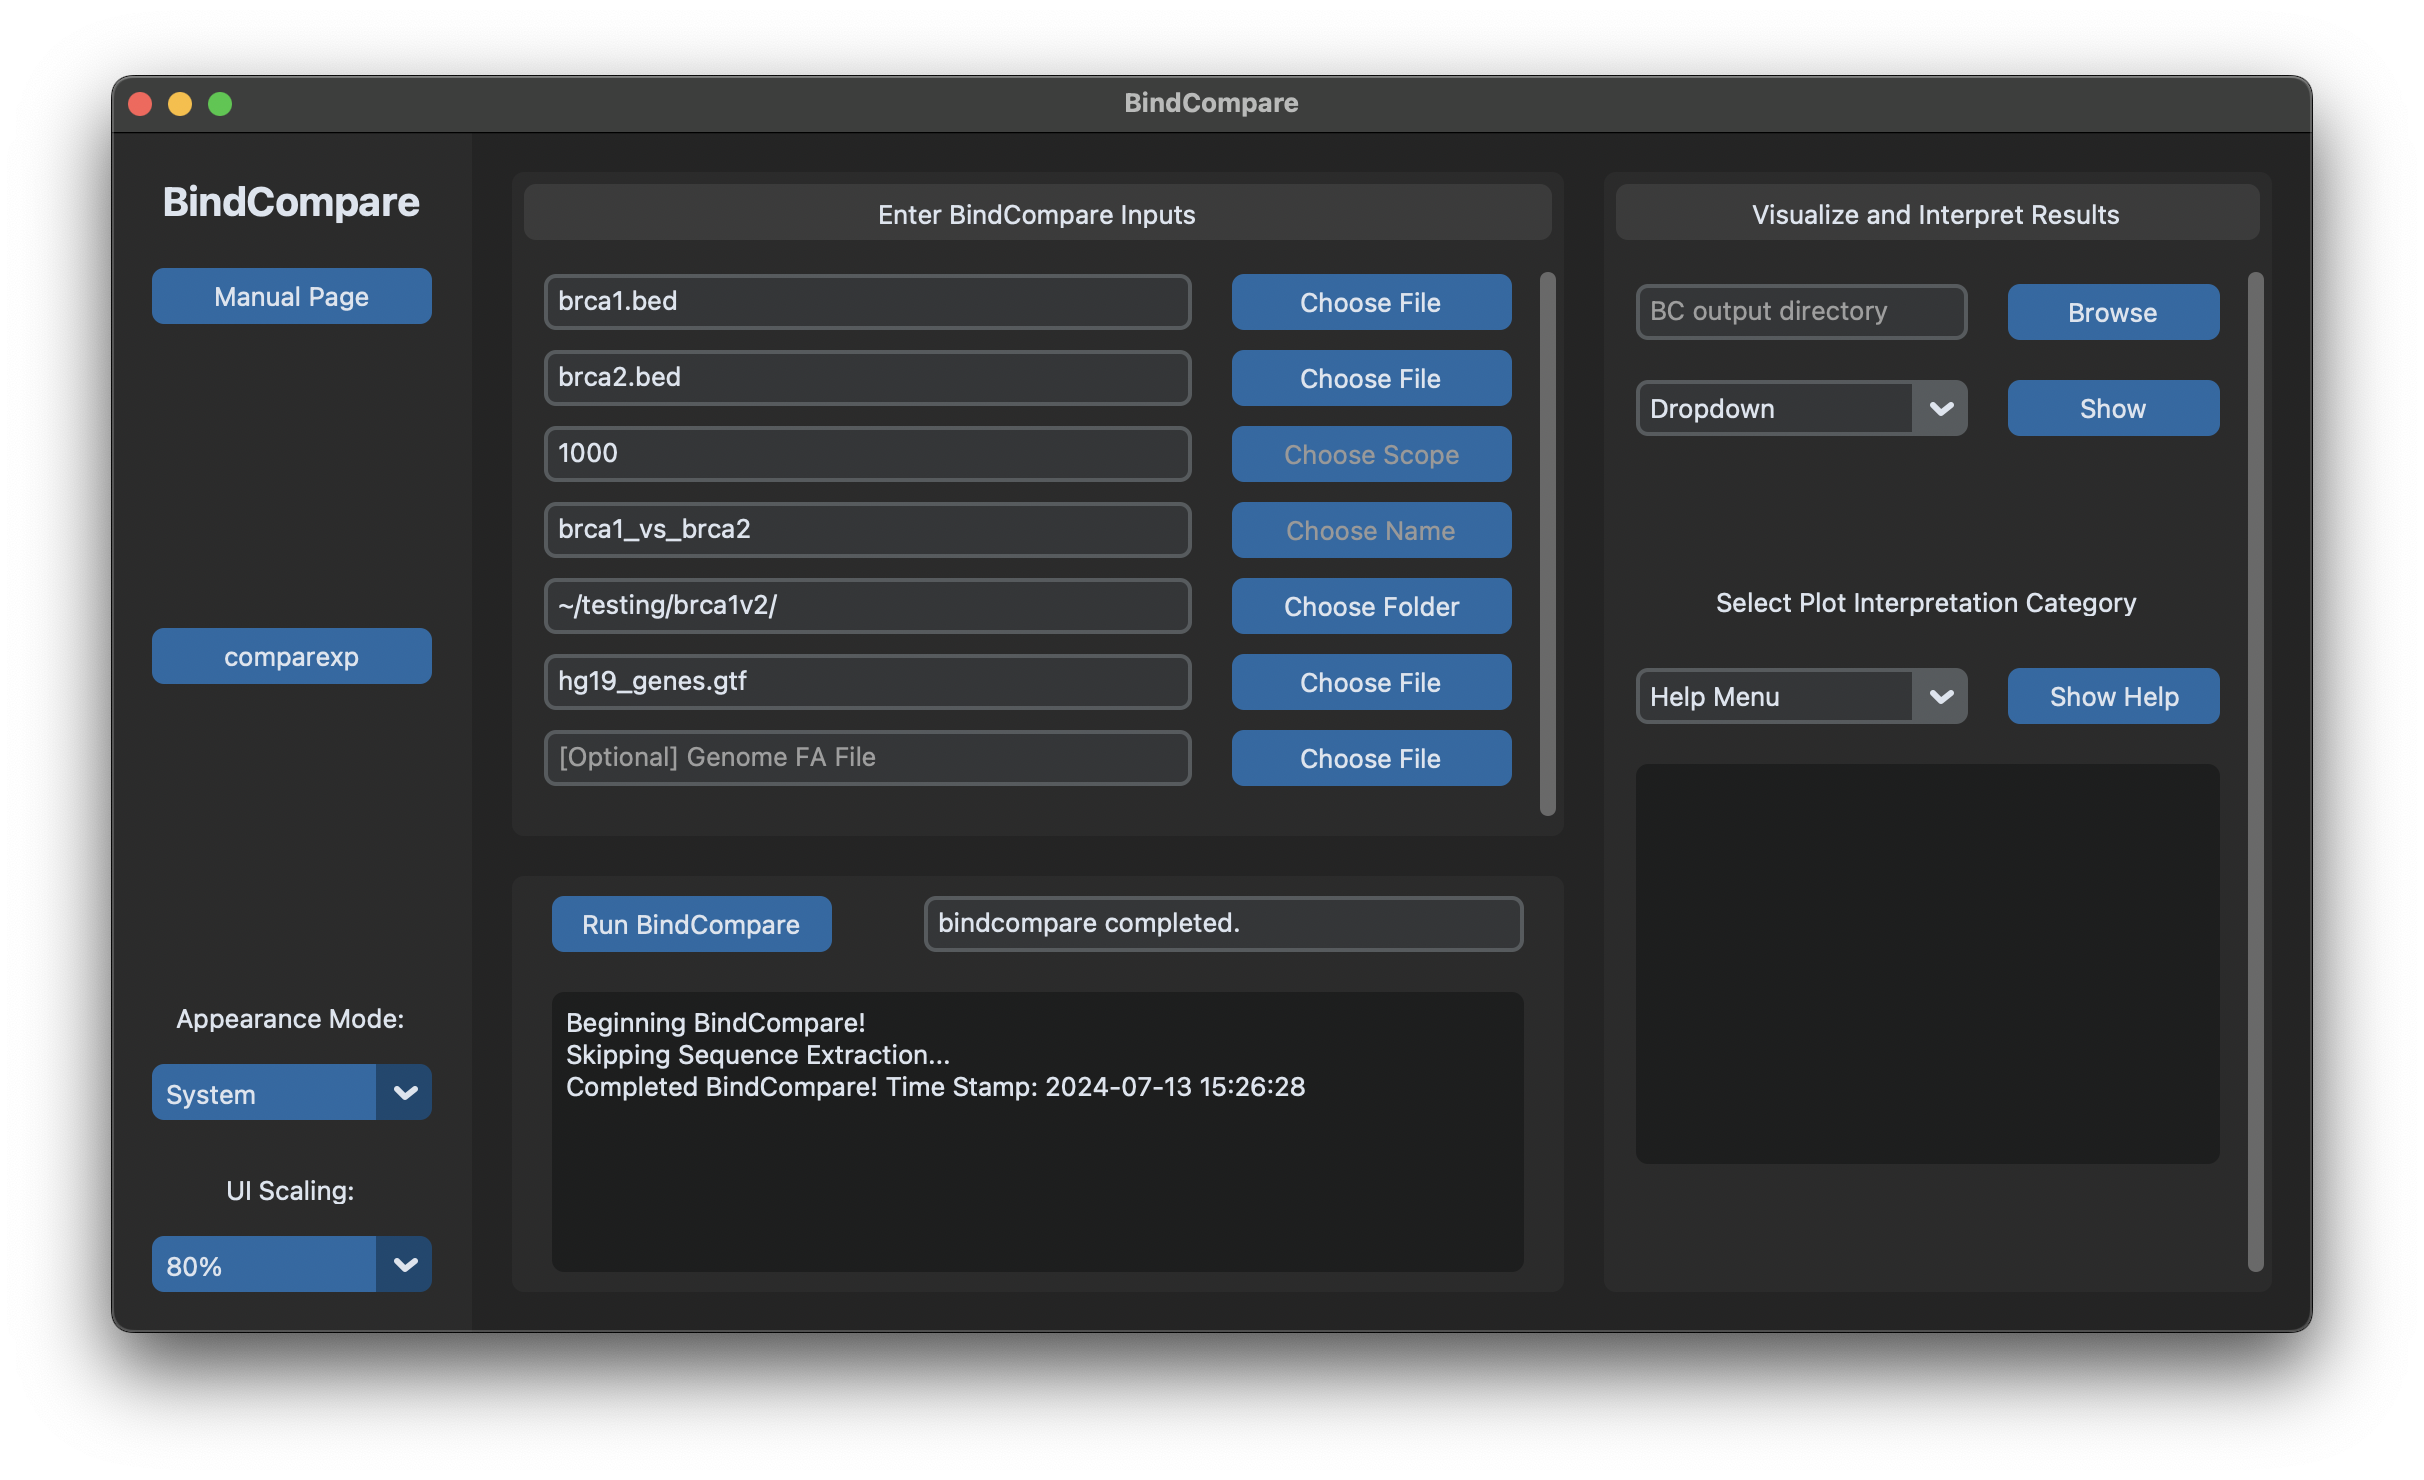 BindCompare
BindCompare
Manual Page
comparexp
Appearance Mode:
System
UI Scaling:
80%
Enter BindCompare Inputs
brca1.bed
Choose File
brca2.bed
Choose File
1000
Choose Scope
brca1_vs_brca2
Choose Name
~/testing/brca1v2/
Choose Folder
hg19_genes.gtf
Choose File
[Optional] Genome FA File
Choose File
Run BindCompare
bindcompare completed.
Beginning BindCompare!
Skipping Sequence Extraction...
Completed BindCompare! Time Stamp: 2024-07-13 15:26:28
Visualize and Interpret Results
BC output directory
Browse
Dropdown
Show
Select Plot Interpretation Category
Help Menu
Show Help